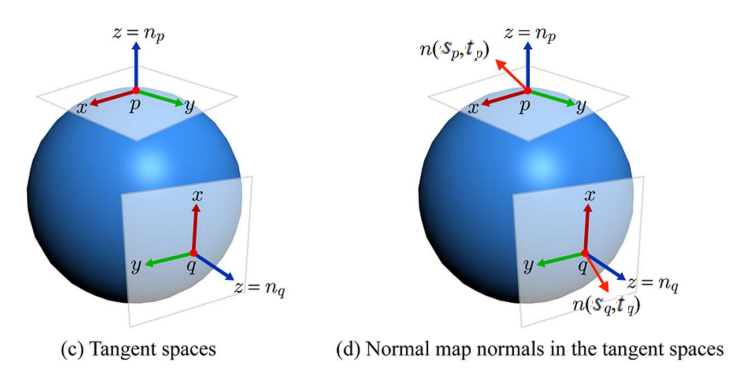 z = n_p
x
p
y
x
y
q
z = n_q
(c) Tangent spaces
z = n_p
n(s_p,t_p)
x
p
y
x
y
q
z = n_q
n(s_q,t_q)
(d) Normal map normals in the tangent spaces